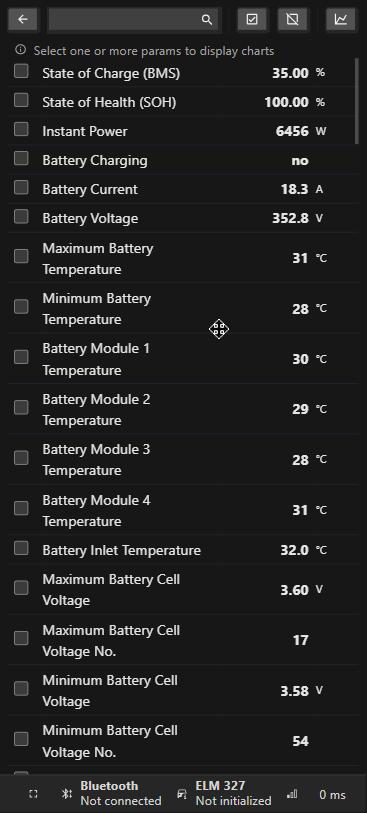 Select one or more params to display charts
State of Charge (BMS) 35.00 %
State of Health (SOH) 100.00 %
Instant Power 6456 W
Battery Charging no
Battery Current 18.3 A
Battery Voltage 352.8 V
Maximum Battery
Temperature 31 °C
Minimum Battery
Temperature 28 °C
Battery Module 1
Temperature 30 °C
Battery Module 2
Temperature 29 °C
Battery Module 3
Temperature 28 °C
Battery Module 4
Temperature 31 °C
Battery Inlet Temperature 32.0 °C
Maximum Battery Cell
Voltage 3.60 V
Maximum Battery Cell
Voltage No. 17
Minimum Battery Cell
Voltage 3.58 V
Minimum Battery Cell
Voltage No. 54
Bluetooth
Not connected
ELM 327
Not initialized
0 ms